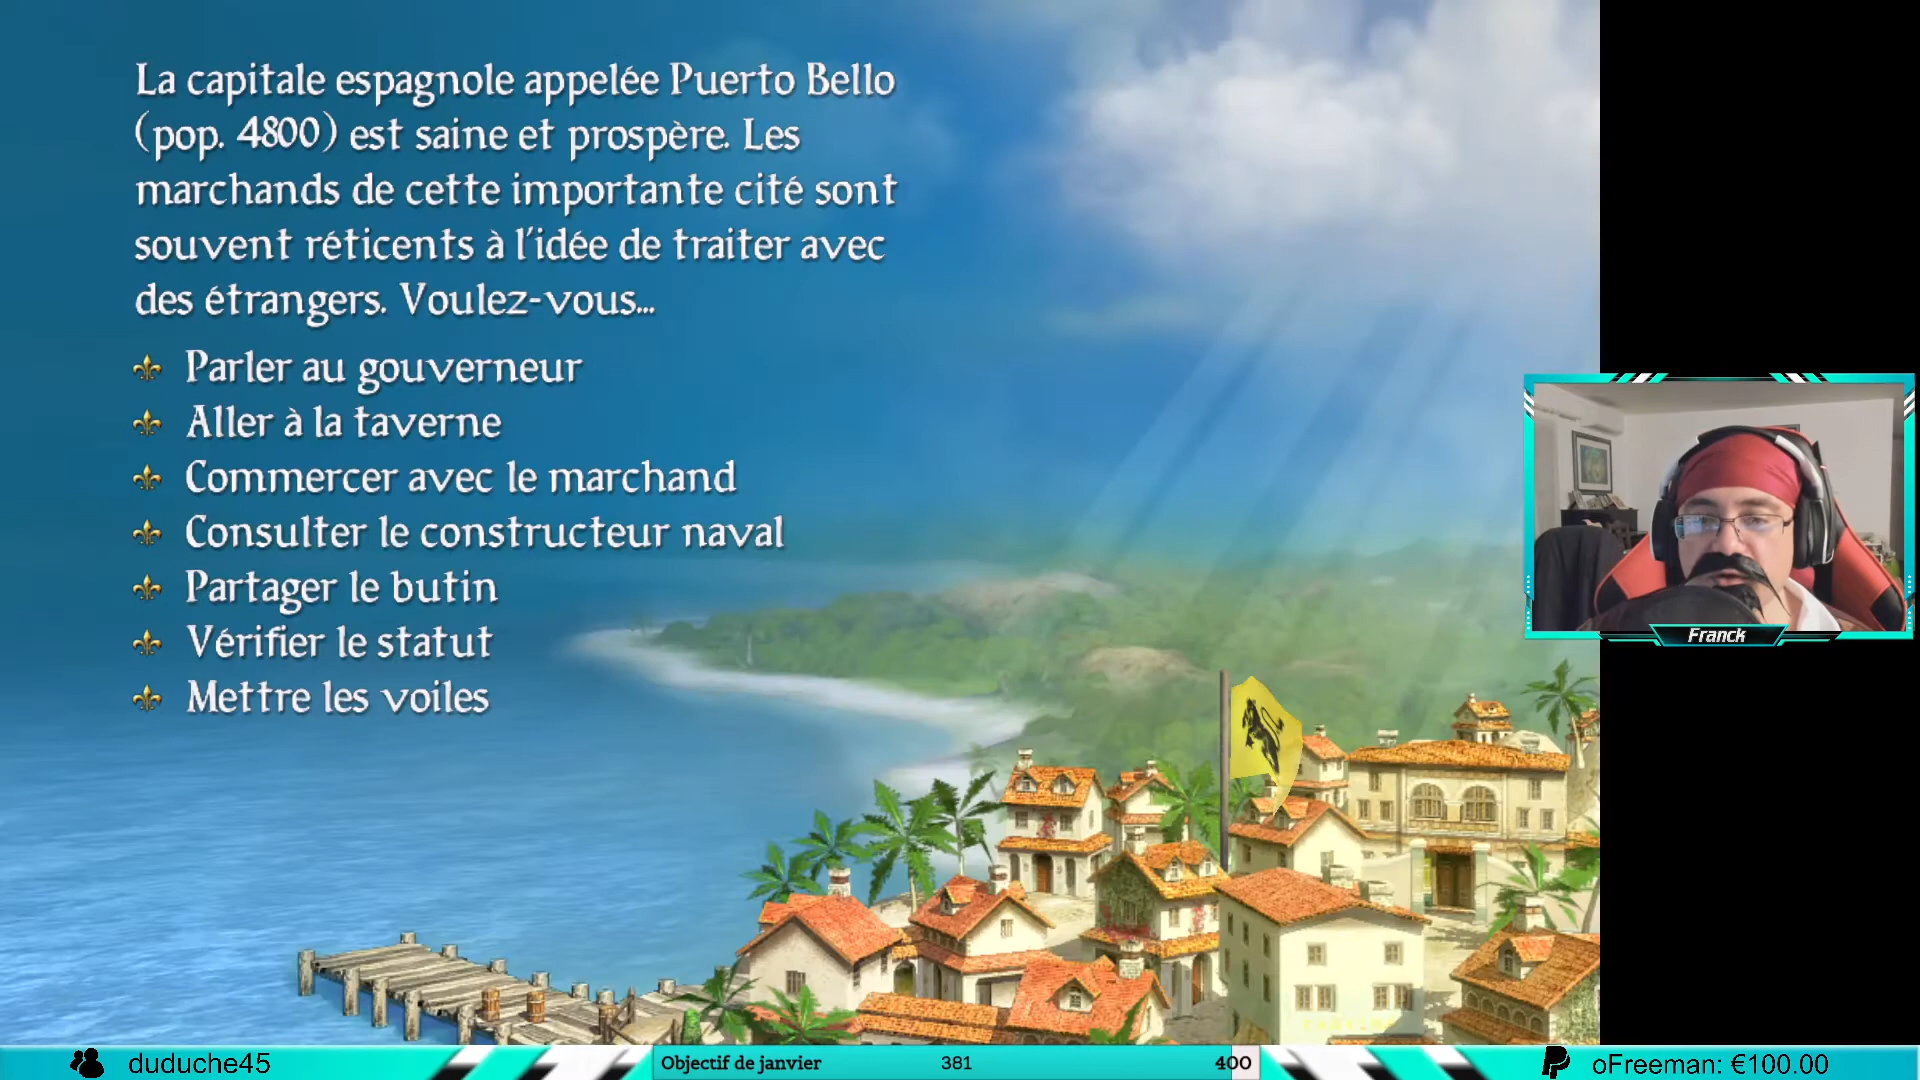 La capitale espagnole appelée Puerto Bello
(pop. 4800) est saine et prospère. Les
marchands de cette importante cité sont
souvent réticents à l'idée de traiter avec
des étrangers. Voulez-vous...
Parler au gouverneur
Aller à la taverne
Commercer avec le marchand
Consulter le constructeur naval
Partager le butin
Vérifier le statut
Mettre les voiles
Franck
duduche45
Objectif de janvier 381 400
oFreeman: €100.00